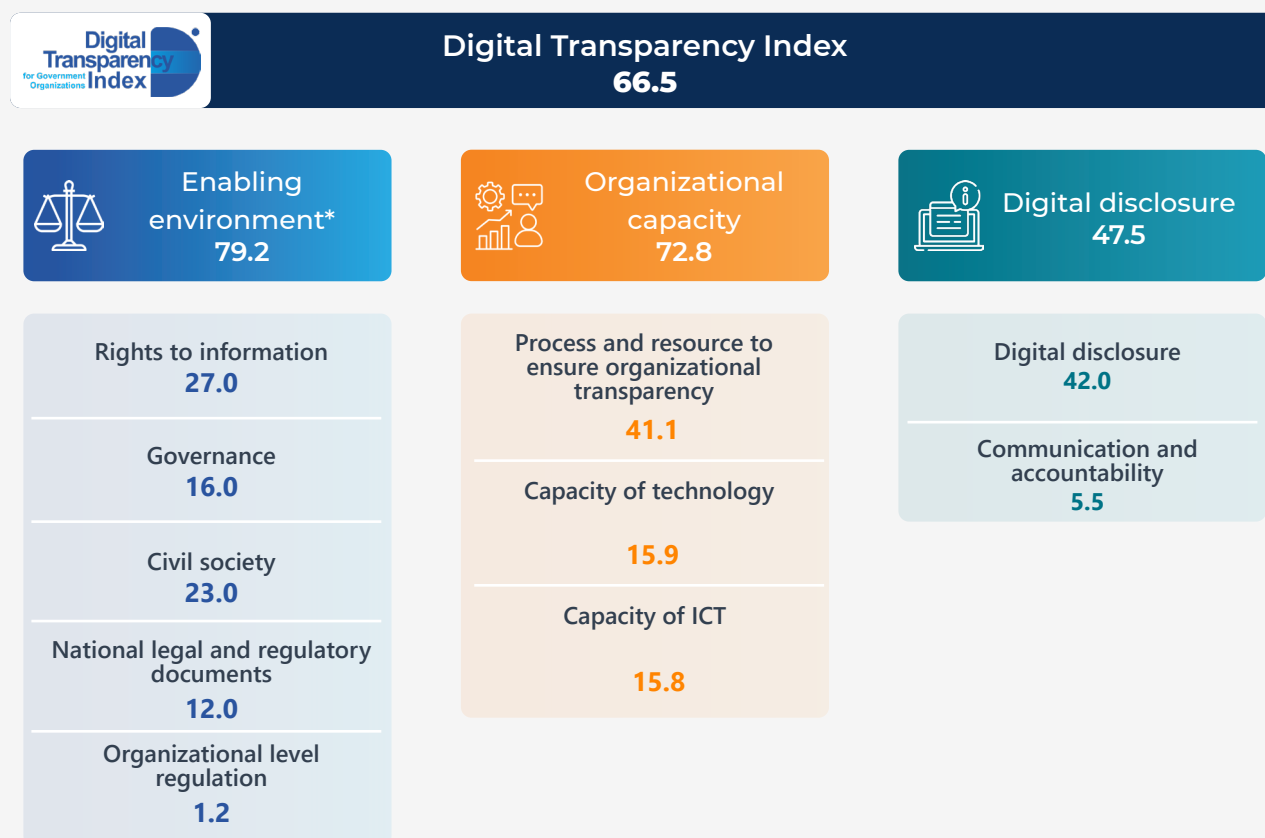 Digital
Transparency
for Government
Organizations Index
Digital Transparency Index
66.5
Enabling
environment*
79.2
Rights to information
27.0
Governance
16.0
Civil society
23.0
National legal and regulatory
documents
12.0
Organizational level
regulation
1.2
Organizational
capacity
72.8
Process and resource to
ensure organizational
transparency
41.1
Capacity of technology
15.9
Capacity of ICT
15.8
Digital disclosure
47.5
Digital disclosure
42.0
Communication and
accountability
5.5